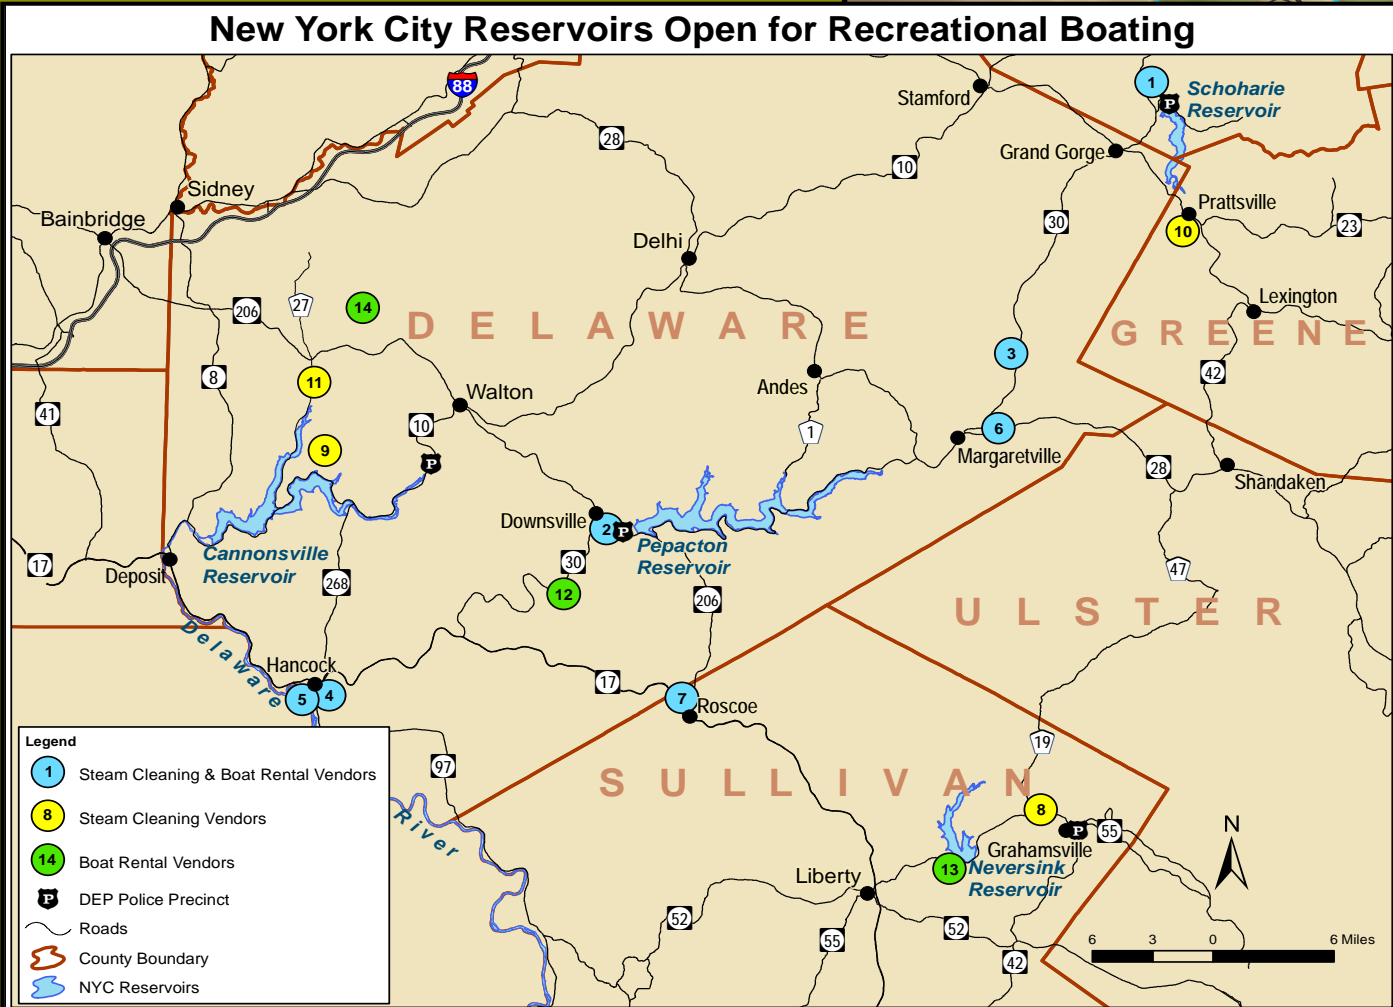 New York City Reservoirs Open for Recreational Boating
88
1
Schoharie
Reservoir
P
Stamford
28
Grand Gorge
10
Sidney
Prattsville
Bainbridge
30
23
10
Delhi
Lexington
206
27
14
DELAWARE
GREENE
3
8
11
Andes
42
Walton
41
10
1
6
9
P
Margaretville
28
Shandaken
Downsville
2
P
Pepacton
Reservoir
Cannonsville
Reservoir
17
Deposit
30
47
268
12
206
ULSTER
Delaware
Hancock
5
4
17
7
Roscoe
19
97
SULLIVAN
8
River
P
55
Grahamsville
N
13
Neversink
Reservoir
Liberty
52
55
52
42
6
3
0
6 Miles
Legend
1
Steam Cleaning & Boat Rental Vendors
8
Steam Cleaning Vendors
14
Boat Rental Vendors
P
DEP Police Precinct
Roads
County Boundary
NYC Reservoirs